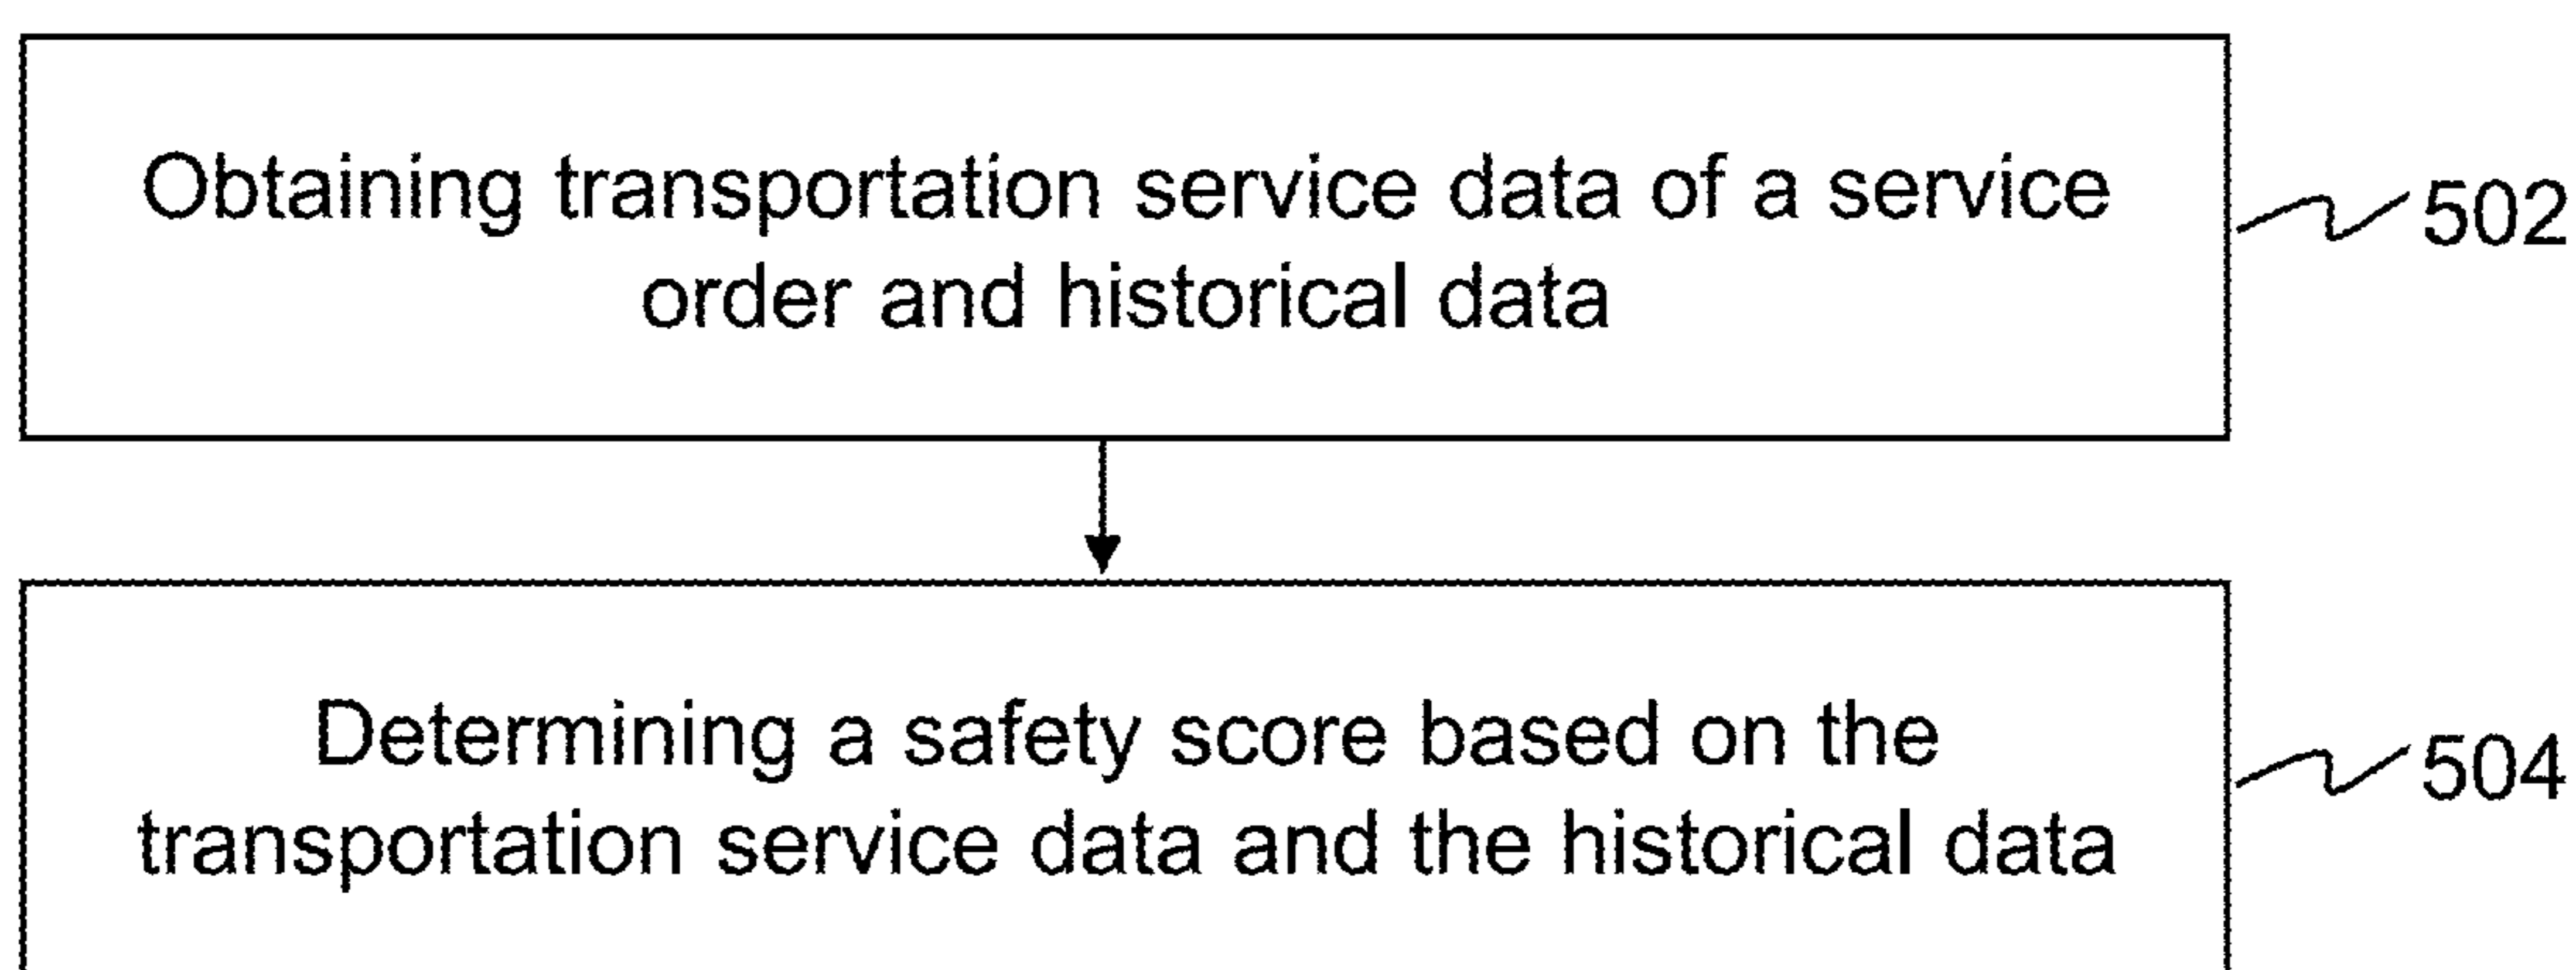 Obtaining transportation service data of a service
order and historical data
502
Determining a safety score based on the
transportation service data and the historical data
504